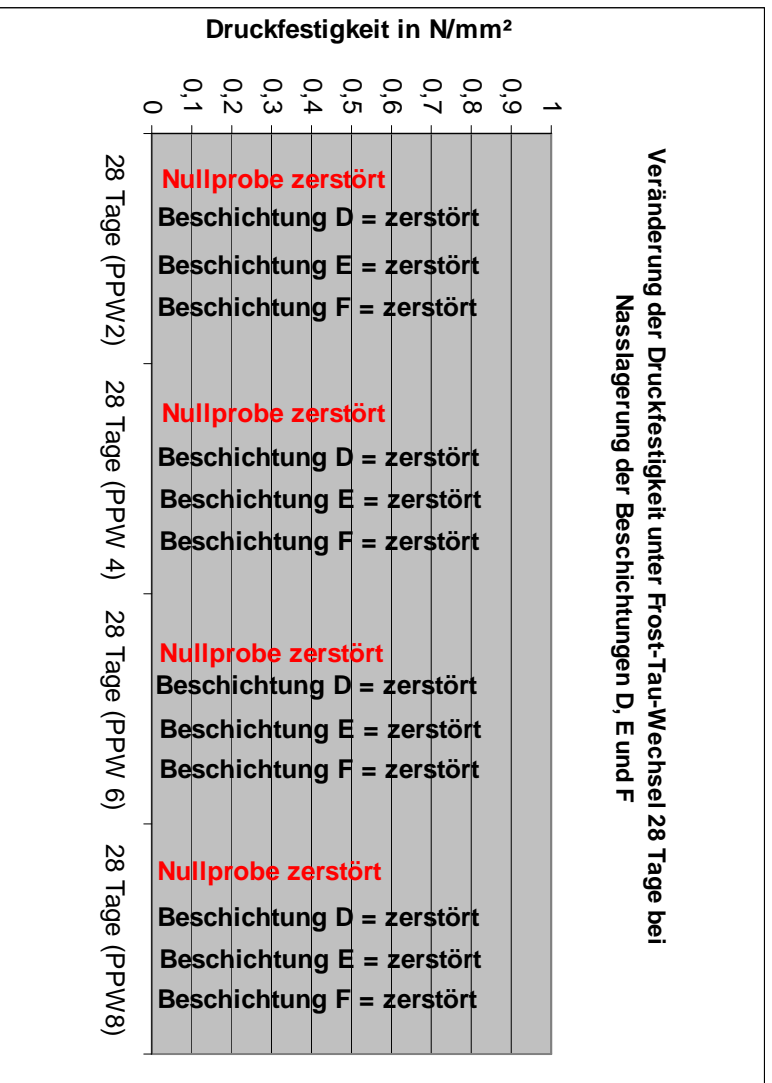 Veränderung der Druckfestigkeit unter Frost-Tau-Wechsel 28 Tage bei
Nasslagerung der Beschichtungen D, E und F
Druckfestigkeit in N/mm²
1
0,9
0,8
0,7
0,6
0,5
0,4
0,3
0,2
0,1
0
Nullprobe zerstört
Beschichtung D = zerstört
Beschichtung E = zerstört
Beschichtung F = zerstört
Nullprobe zerstört
Beschichtung D = zerstört
Beschichtung E = zerstört
Beschichtung F = zerstört
Nullprobe zerstört
Beschichtung D = zerstört
Beschichtung E = zerstört
Beschichtung F = zerstört
Nullprobe zerstört
Beschichtung D = zerstört
Beschichtung E = zerstört
Beschichtung F = zerstört
28 Tage (PPW2)
28 Tage (PPW 4)
28 Tage (PPW 6)
28 Tage (PPW8)